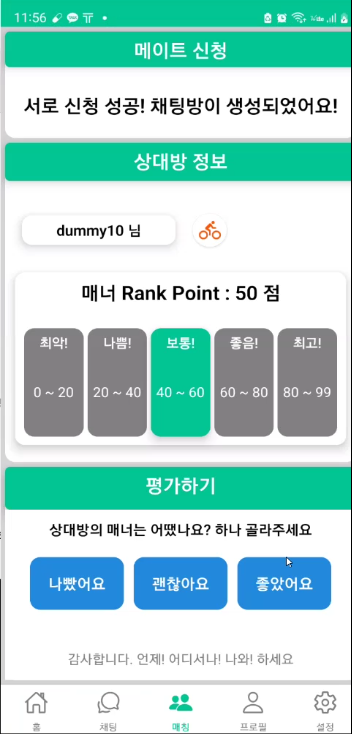 11:56
메이트 신청
서로 신청 성공! 채팅방이 생성되었어요!
상대방 정보
dummy10 님
매너 Rank Point : 50 점
최악! 나쁨! 보통! 좋음! 최고!
0 ~ 20 20 ~ 40 40 ~ 60 60 ~ 80 80 ~ 99
평가하기
상대방의 매너는 어땠나요? 하나 골라주세요
나빴어요 괜찮아요 좋았어요
감사합니다. 언제! 어디서나! 나와! 하세요
홈 채팅 매칭 프로필 설정